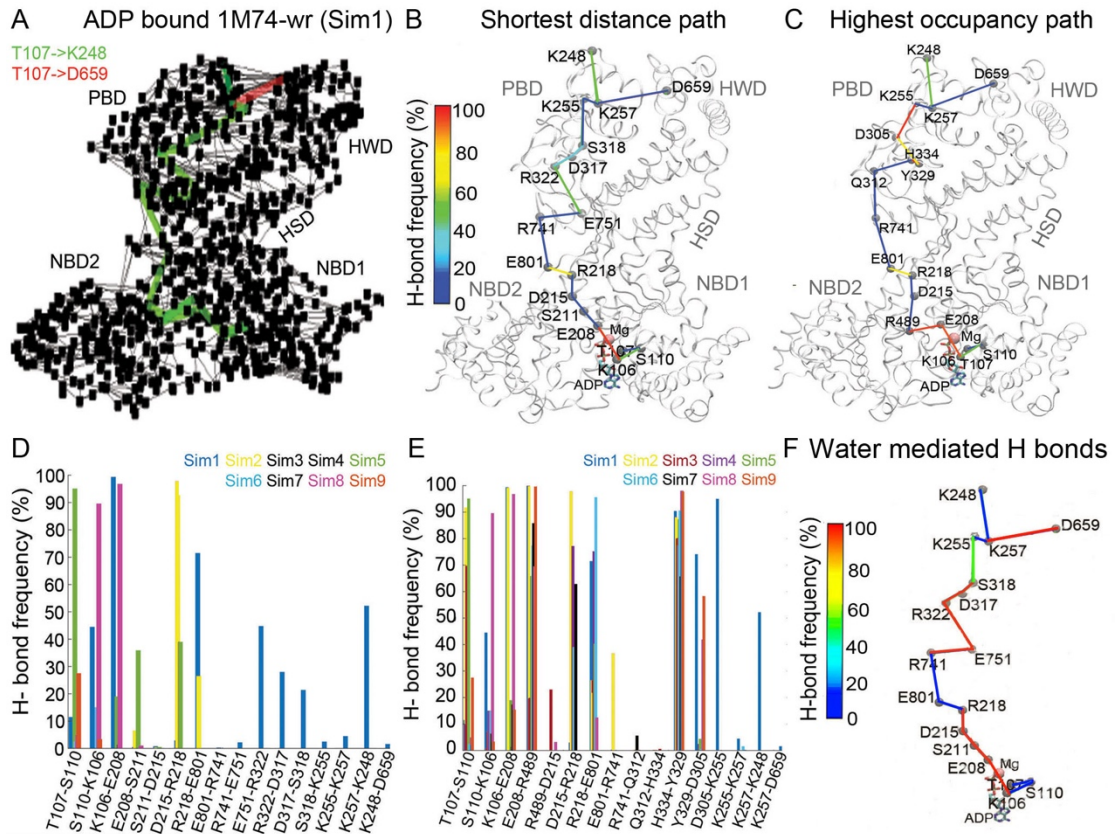 A ADP bound 1M74-wr (Sim1)
T107->K248
T107->D659
PBD
HWD
HSD
NBD2
NBD1
B Shortest distance path
H-bond frequency (%)
100
80
60
40
20
0
K248
PBD
D659
HWD
K255
K257
S318
D317
R322
E751
R741
HSD
E801
R218
NBD2
NBD1
D215
S211
E208
Mg
T107
S110
K106
ADP
C Highest occupancy path
K248
PBD
D659
HWD
K255
K257
D305
H334
Y329
Q312
R741
HSD
E801
R218
NBD2
NBD1
D215
R489
E208
Mg
S110
K106
T107
ADP
D
Sim1 Sim2 Sim3 Sim4 Sim5
Sim6 Sim7 Sim8 Sim9
H- bond frequency (%)
100
90
80
70
60
50
40
30
20
10
0
T107-S110
S110-K106
K106-E208
E208-S211
S211-D215
D215-R218
R218-E801
E801-R741
R741-E751
E751-R322
R322-D317
D317-S318
S318-K255
K255-K257
K257-K248
K248-D659
E
Sim1 Sim2 Sim3 Sim4 Sim5
Sim6 Sim7 Sim8 Sim9
H- bond frequency (%)
100
90
80
70
60
50
40
30
20
10
0
T107-S110
S110-K106
K106-E208
E208-R489
R489-D215
D215-R218
R218-E801
E801-R741
R741-Q312
Q312-H334
H334-Y329
Y329-D305
D305-K255
K255-K257
K257-K248
K257-D659
F Water mediated H bonds
H-bond frequency (%)
100
80
60
40
20
0
K248
D659
K255
K257
S318
D317
R322
E751
R741
E801
R218
D215
S211
E208
Mg
T107
S110
K106
ADP